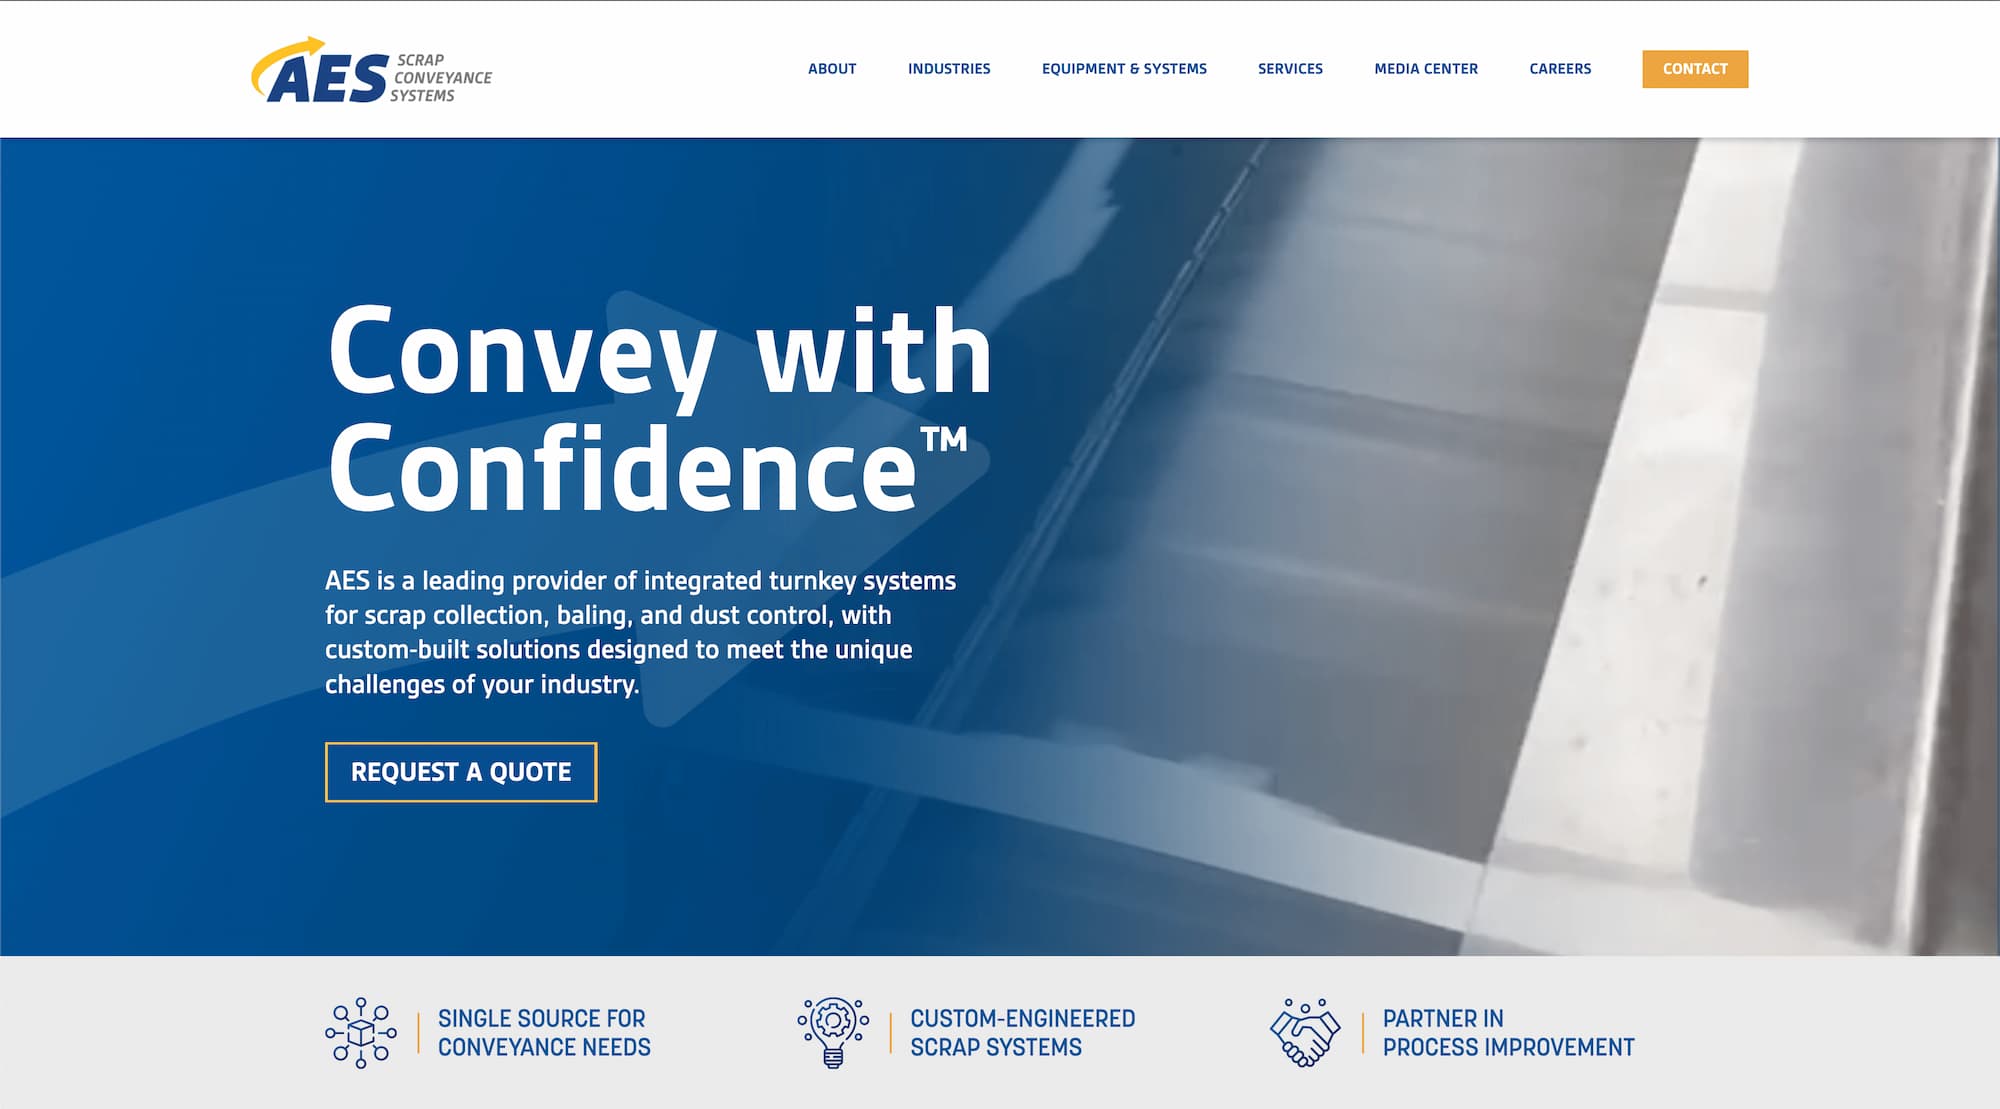 AES SCRAP
CONVEYANCE
SYSTEMS
ABOUT
INDUSTRIES
EQUIPMENT & SYSTEMS
SERVICES
MEDIA CENTER
CAREERS
CONTACT
Convey with
Confidence™
AES is a leading provider of integrated turnkey systems
for scrap collection, baling, and dust control, with
custom-built solutions designed to meet the unique
challenges of your industry.
REQUEST A QUOTE
SINGLE SOURCE FOR
CONVEYANCE NEEDS
CUSTOM-ENGINEERED
SCRAP SYSTEMS
PARTNER IN
PROCESS IMPROVEMENT